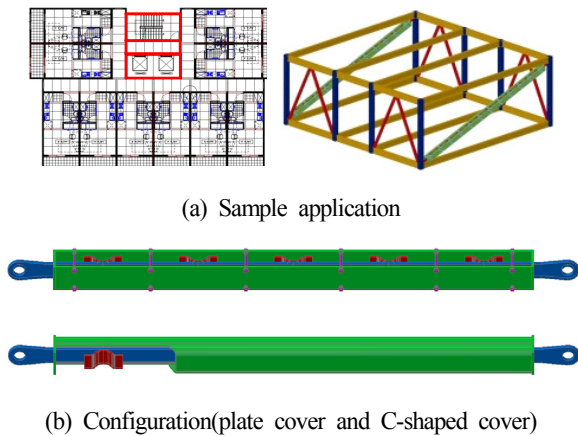 (a) Sample application
(b) Configuration(plate cover and C-shaped cover)